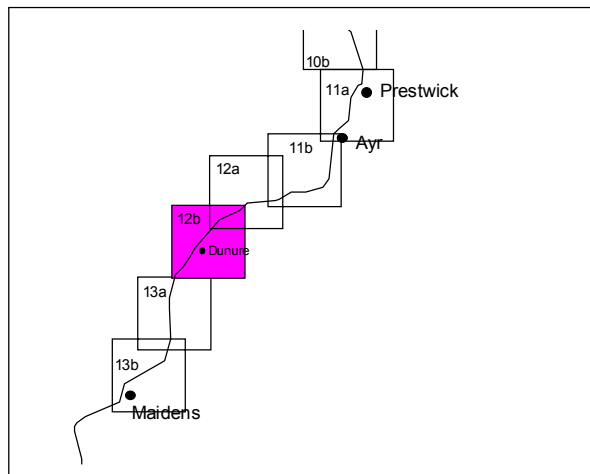 10b
11a
Prestwick
11b
Ayr
12a
12b
Dunure
13a
13b
Maidens